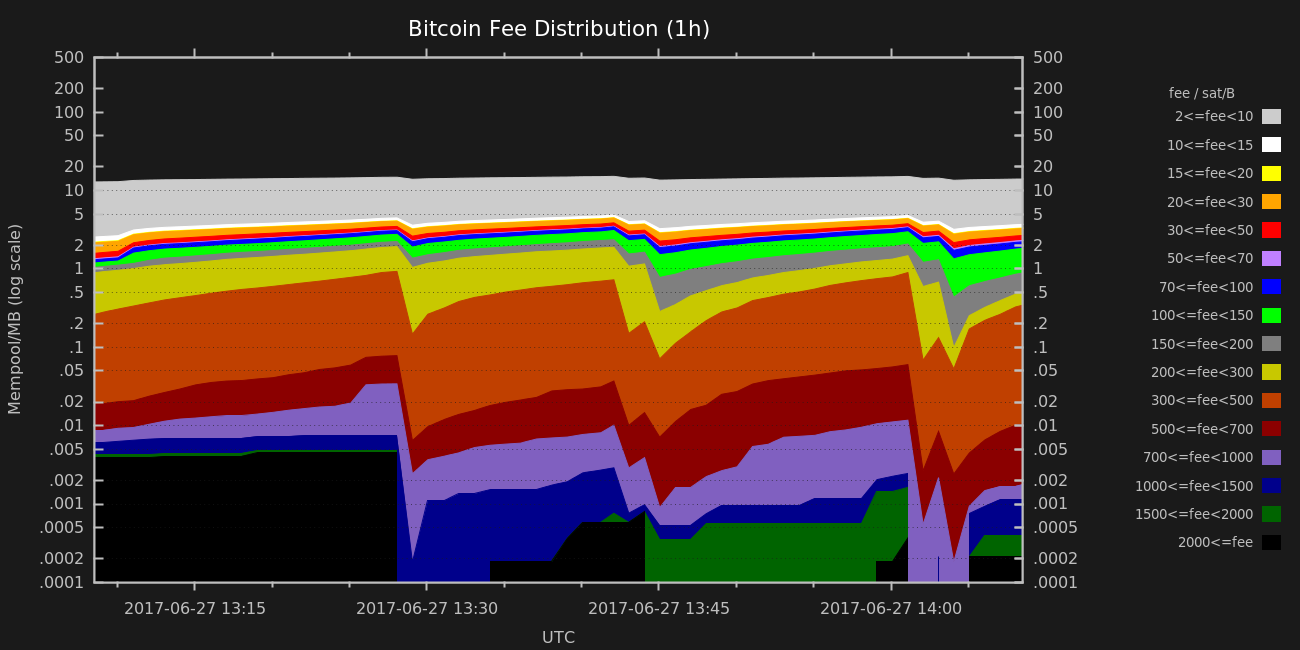 Bitcoin Fee Distribution (1h)
500 500
200 200
100 100
50 50
20 20
10 10
5 5
2 2
1 1
.5 .5
.2 .2
.1 .1
.05 .05
.02 .02
.01 .01
.005 .005
.002 .002
.001 .001
.0005 .0005
.0002 .0002
.0001 .0001
Mempool/MB (log scale)
2017-06-27 13:15 2017-06-27 13:30 2017-06-27 13:45 2017-06-27 14:00
UTC
fee / sat/B
2<=fee<10
10<=fee<15
15<=fee<20
20<=fee<30
30<=fee<50
50<=fee<70
70<=fee<100
100<=fee<150
150<=fee<200
200<=fee<300
300<=fee<500
500<=fee<700
700<=fee<1000
1000<=fee<1500
1500<=fee<2000
2000<=fee